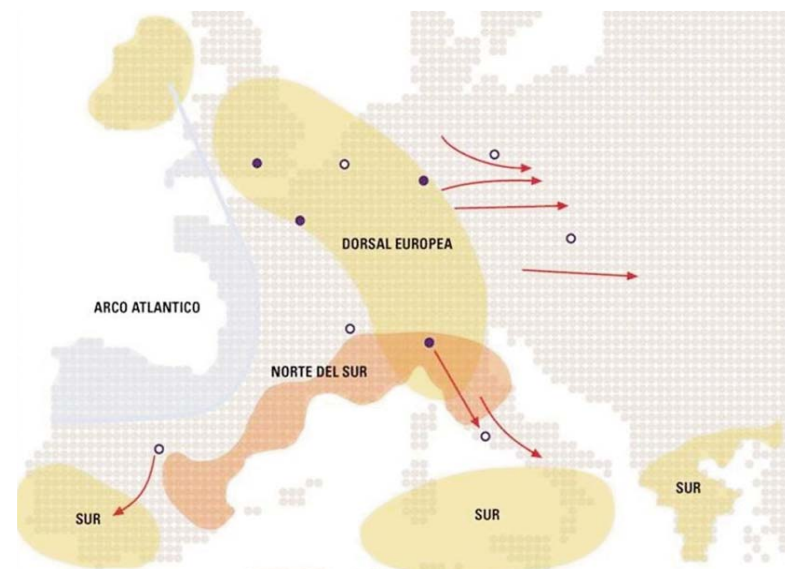 DORSAL EUROPEA
ARCO ATLANTICO
NORTE DEL SUR
SUR
SUR
SUR